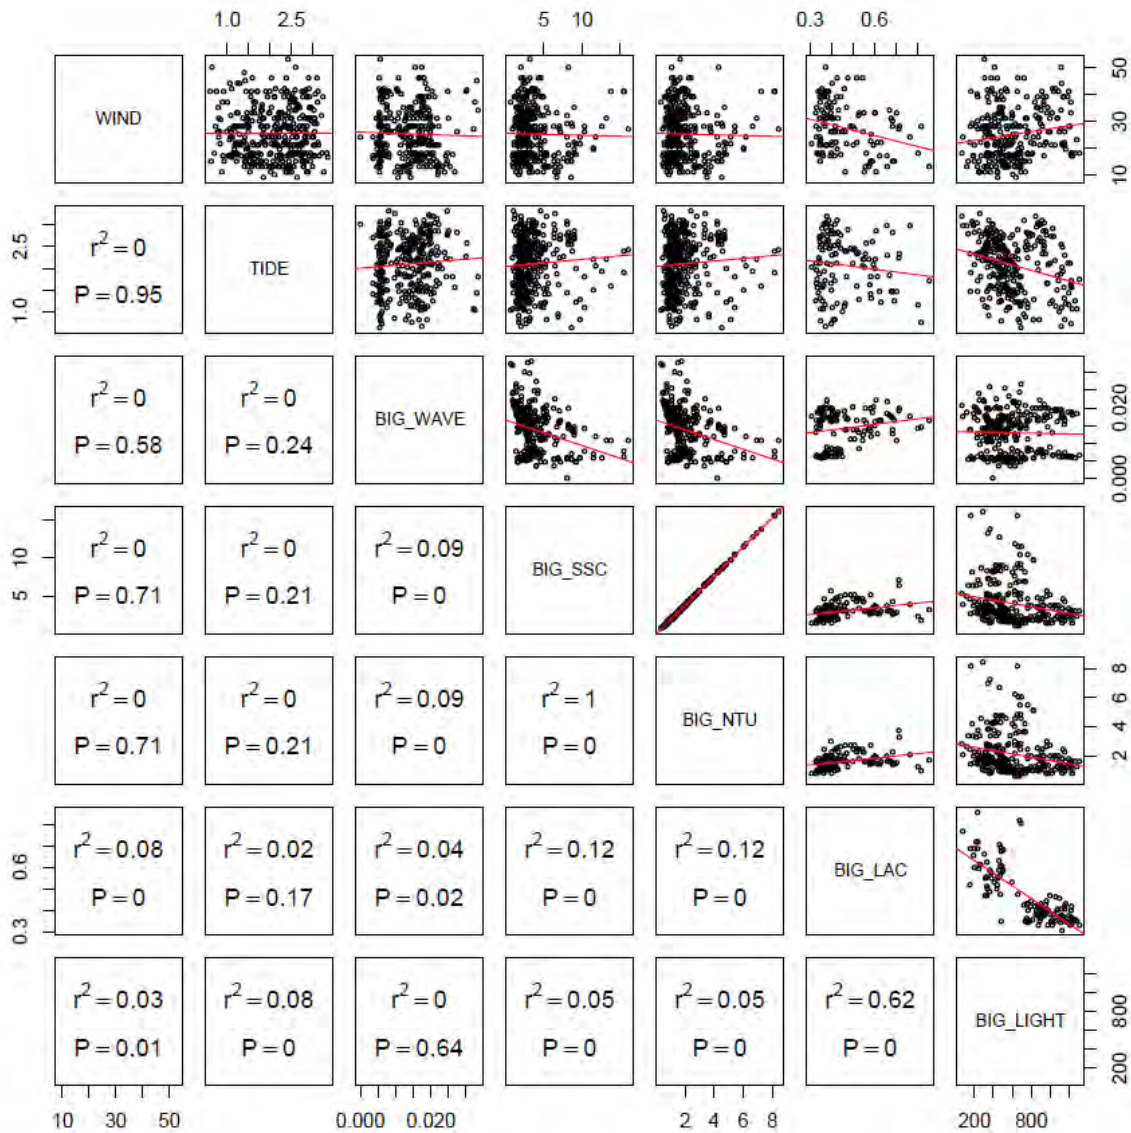 1.0 2.5 5 10 0.3 0.6
WIND
10 30 50
1.0 2.5
r² = 0
P = 0.95
TIDE
r² = 0 r² = 0
P = 0.58 P = 0.24
BIG_WAVE
0.000 0.020
5 10
r² = 0 r² = 0 r² = 0.09
P = 0.71 P = 0.21 P = 0
BIG_SSC
r² = 0 r² = 0 r² = 0.09 r² = 1
P = 0.71 P = 0.21 P = 0 P = 0
BIG_NTU
2 4 6 8
0.3 0.6
r² = 0.08 r² = 0.02 r² = 0.04 r² = 0.12 r² = 0.12
P = 0 P = 0.17 P = 0.02 P = 0 P = 0
BIG_LAC
r² = 0.03 r² = 0.08 r² = 0 r² = 0.05 r² = 0.05 r² = 0.62
P = 0.01 P = 0 P = 0.64 P = 0 P = 0 P = 0
BIG_LIGHT
200 800
10 30 50 0.000 0.020 2 4 6 8 200 800